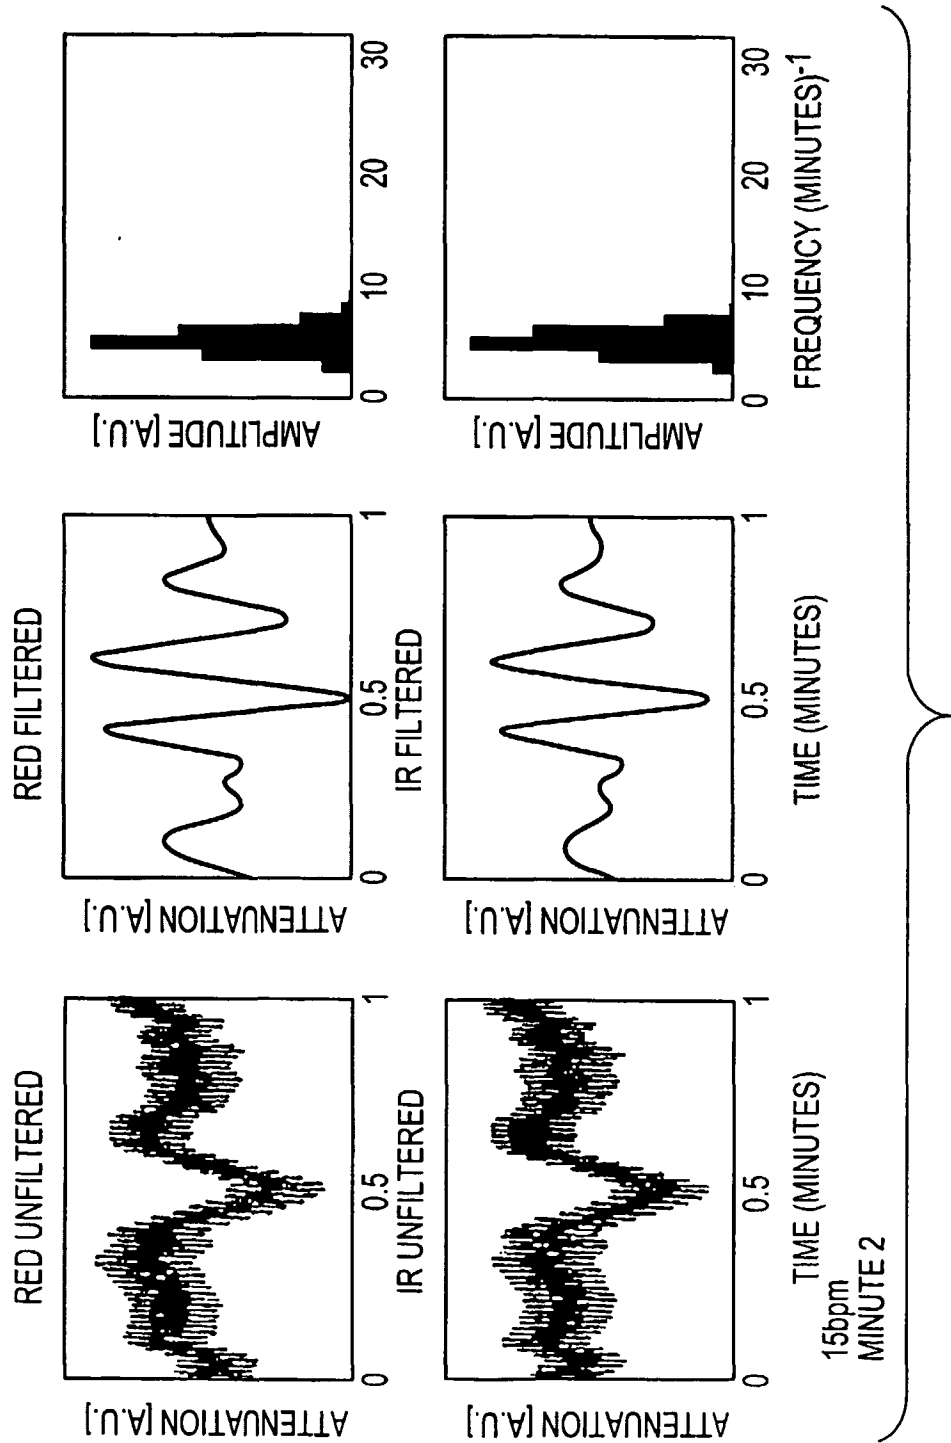 RED UNFILTERED
ATTENUATION [A.U.]
0 0.5 1
RED FILTERED
ATTENUATION [A.U.]
0 0.5 1
AMPLITUDE [A.U.]
0 10 20 30
IR UNFILTERED
ATTENUATION [A.U.]
0 0.5 1
TIME (MINUTES)
IR FILTERED
ATTENUATION [A.U.]
0 0.5 1
TIME (MINUTES)
AMPLITUDE [A.U.]
0 10 20 30
FREQUENCY (MINUTES)-1
15bpm
MINUTE 2